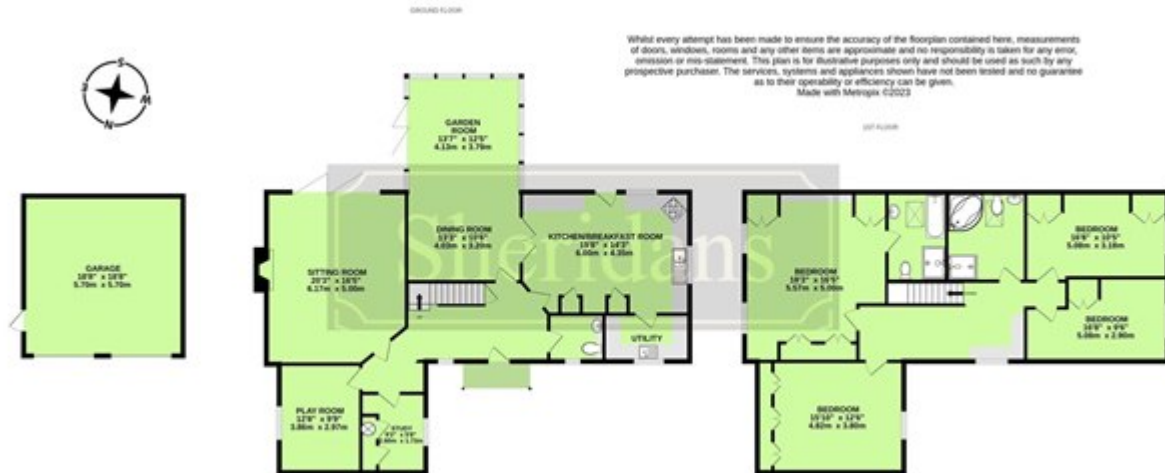 GROUND FLOOR
Whilst every attempt has been made to ensure the accuracy of the floorplan contained here, measurements
of doors, windows, rooms and any other items are approximate and no responsibility is taken for any error,
omission or mis-statement. This plan is for illustrative purposes only and should be used as such by any
prospective purchaser. The services, systems and appliances shown have not been tested and no guarantee
as to their operability or efficiency can be given.
Made with Metropix ©2023
1ST FLOOR
S
E
W
N
GARDEN
ROOM
13'7" x 12'5"
4.13m x 3.79m
GARAGE
18'8" x 18'8"
5.70m x 5.70m
SITTING ROOM
20'3" x 16'5"
6.17m x 5.00m
DINING ROOM
13'3" x 10'6"
4.03m x 3.20m
KITCHEN/BREAKFAST ROOM
19'8" x 14'3"
6.00m x 4.35m
UTILITY
PLAY ROOM
12'8" x 9'9"
3.86m x 2.97m
STUDY
Sheridans
BEDROOM
18'3" x 16'5"
5.57m x 5.00m
BEDROOM
16'8" x 10'5"
5.08m x 3.18m
BEDROOM
16'8" x 9'6"
5.08m x 2.90m
BEDROOM
15'10" x 12'6"
4.82m x 3.80m